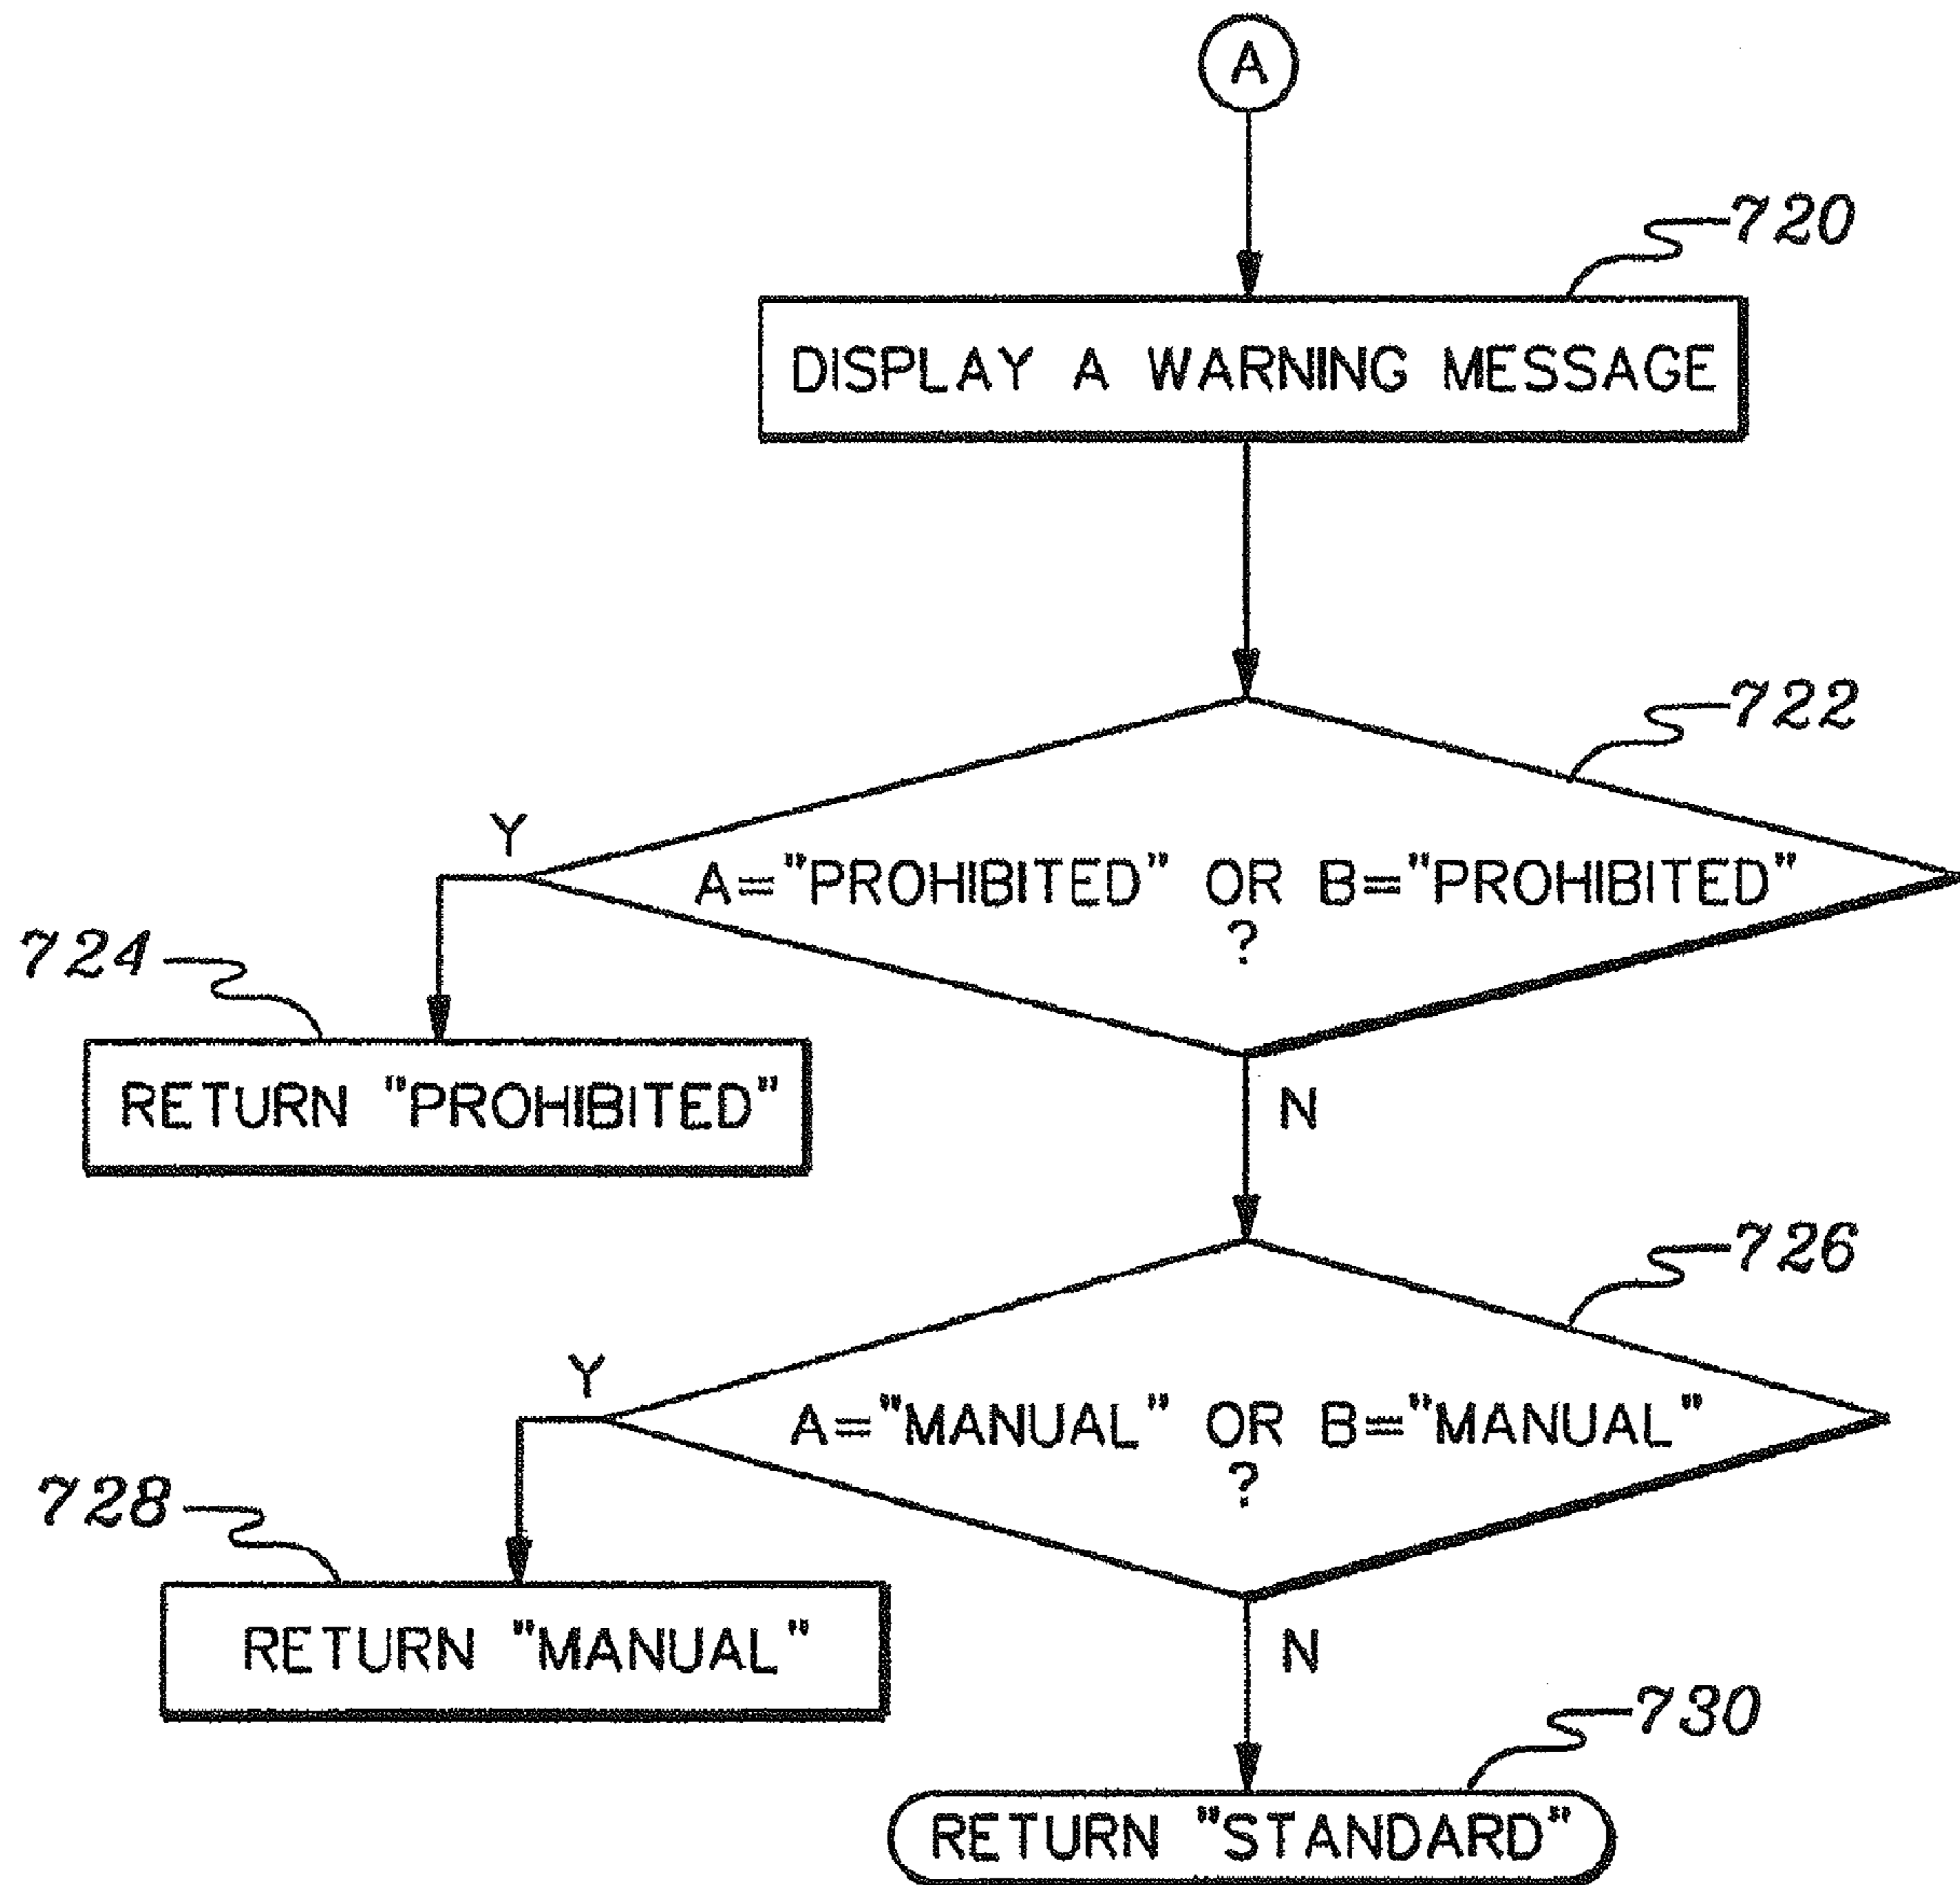 A
720
DISPLAY A WARNING MESSAGE
722
Y
A="PROHIBITED" OR B="PROHIBITED"
?
724
RETURN "PROHIBITED"
N
726
Y
A="MANUAL" OR B="MANUAL"
?
728
RETURN "MANUAL"
N
730
RETURN "STANDARD"